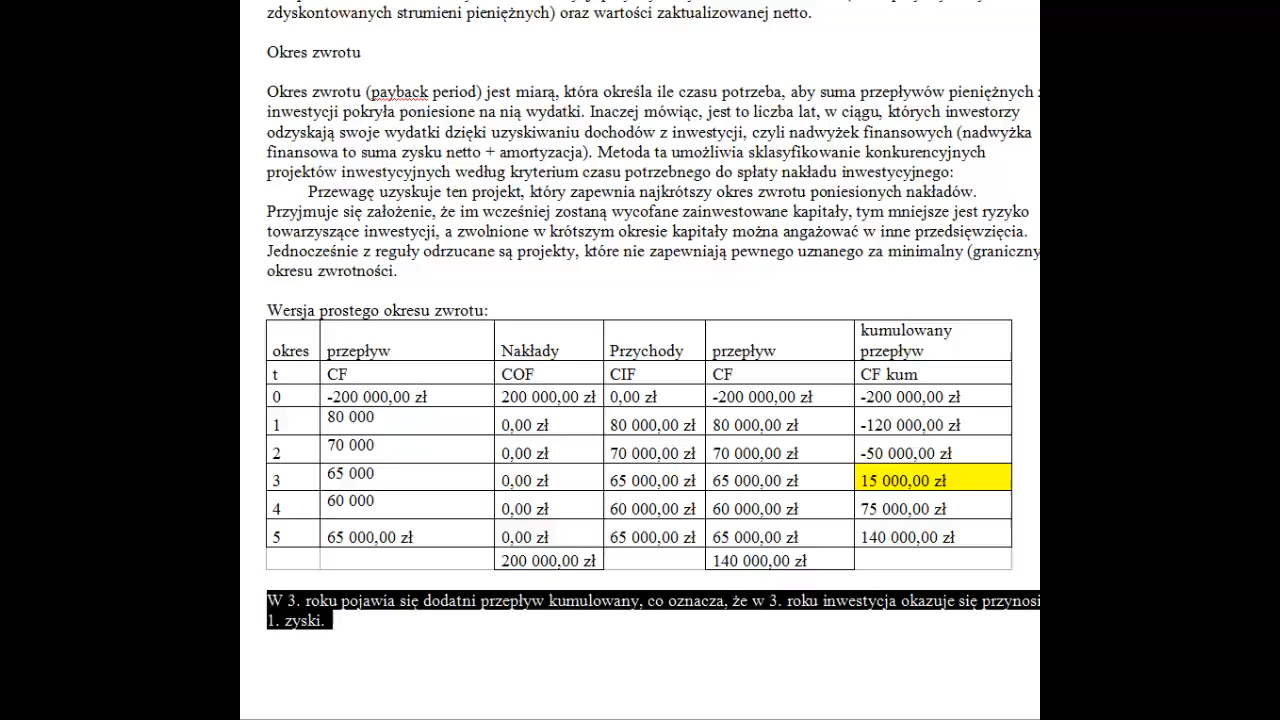 zdyskontowanych strumieni pieniężnych) oraz wartości zaktualizowanej netto.
Okres zwrotu
Okres zwrotu (payback period) jest miarą, która określa ile czasu potrzeba, aby suma przepływów pieniężnych
inwestycji pokryła poniesione na nią wydatki. Inaczej mówiąc, jest to liczba lat, w ciągu, których inwestorzy
odzyskają swoje wydatki dzięki uzyskiwaniu dochodów z inwestycji, czyli nadwyżek finansowych (nadwyżka
finansowa to suma zysku netto + amortyzacja). Metoda ta umożliwia sklasyfikowanie konkurencyjnych
projektów inwestycyjnych według kryterium czasu potrzebnego do spłaty nakładu inwestycyjnego:
Przewagę uzyskuje ten projekt, który zapewnia najkrótszy okres zwrotu poniesionych nakładów.
Przyjmuje się założenie, że im wcześniej zostaną wycofane zainwestowane kapitały, tym mniejsze jest ryzyko
towarzyszące inwestycji, a zwolnione w krótszym okresie kapitały można angażować w inne przedsięwzięcia.
Jednocześnie z reguły odrzucane są projekty, które nie zapewniają pewnego uznanego za minimalny (graniczny
okresu zwrotności.
Wersja prostego okresu zwrotu:
okres przepływ Nakłady Przychody przepływ kumulowany przepływ
t CF COF CIF CF CF kum
0 -200 000,00 zł 200 000,00 zł 0,00 zł -200 000,00 zł -200 000,00 zł
1 80 000 0,00 zł 80 000,00 zł 80 000,00 zł -120 000,00 zł
2 70 000 0,00 zł 70 000,00 zł 70 000,00 zł -50 000,00 zł
3 65 000 0,00 zł 65 000,00 zł 65 000,00 zł 15 000,00 zł
4 60 000 0,00 zł 60 000,00 zł 60 000,00 zł 75 000,00 zł
5 65 000,00 zł 0,00 zł 65 000,00 zł 65 000,00 zł 140 000,00 zł
200 000,00 zł 140 000,00 zł
W 3. roku pojawia się dodatni przepływ kumulowany, co oznacza, że w 3. roku inwestycja okazuje się przynosi
1. zyski.